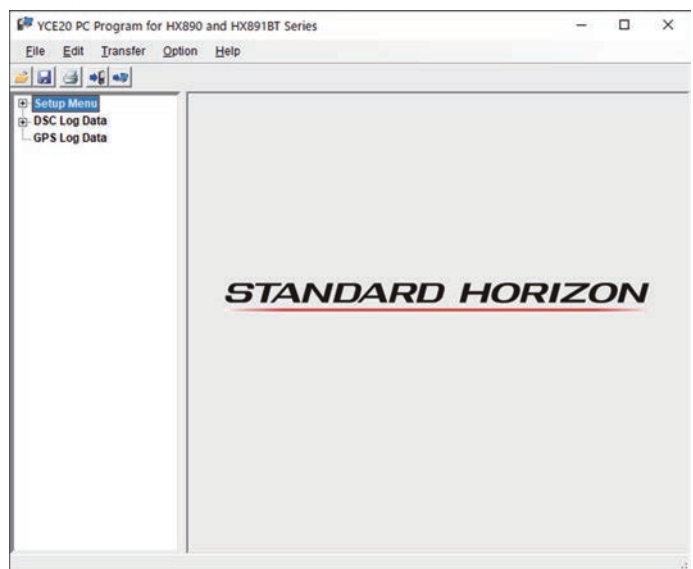 YCE20 PC Program for HX890 and HX891BT Series
File Edit Transfer Option Help
Setup Menu
DSC Log Data
GPS Log Data
STANDARD HORIZON